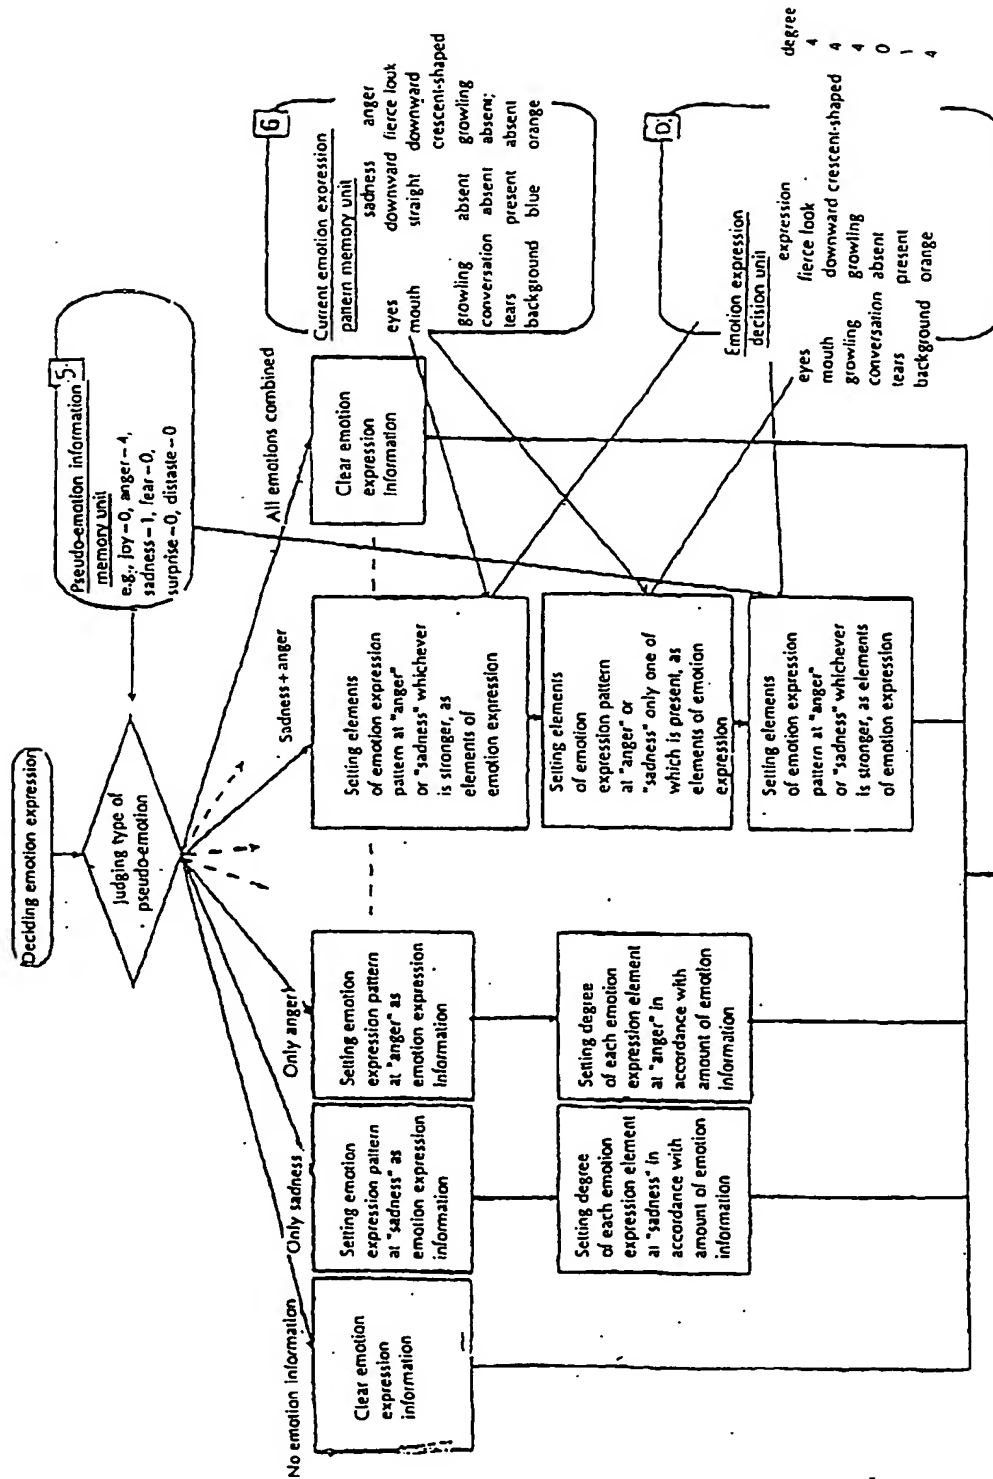 Deciding emotion expression
Judging type of
pseudo-emotion
5
Pseudo-emotion information
memory unit
e.g., joy-0, anger-4,
sadness-1, fear-0,
surprise-0, distaste-0
No emotion information
Only sadness
Only anger
Sadness+anger
All emotions combined
Clear emotion
expression
information
Setting emotion
expression pattern
at "sadness" as
emotion expression
information
Setting emotion
expression pattern
at "anger" as
emotion expression
information
Setting elements
of emotion expression
pattern at "anger"
or "sadness" whichever
is stronger, as
elements of
emotion expression
Clear emotion
expression
information
Setting degree
of each emotion
expression element
at "sadness" in
accordance with
amount of emotion
information
Setting degree
of each emotion
expression element
at "anger" in
accordance with
amount of emotion
information
Setting elements
of emotion
expression pattern
at "anger" or
"sadness" only one of
which is present, as
elements of emotion
expression
Setting elements
of emotion expression
pattern at "anger"
or "sadness" whichever
is stronger, as elements
of emotion expression
6
Current emotion expression
pattern memory unit
sadness anger
eyes downward fierce look
mouth straight downward
crescent-shaped
growling absent growling
conversation absent absent;
tears present absent
background blue orange
D
Emotion expression
decision unit
expression degree
eyes fierce look 4
mouth downward crescent-shaped 4
growling growling 4
conversation absent 0
tears present 1
background orange 4